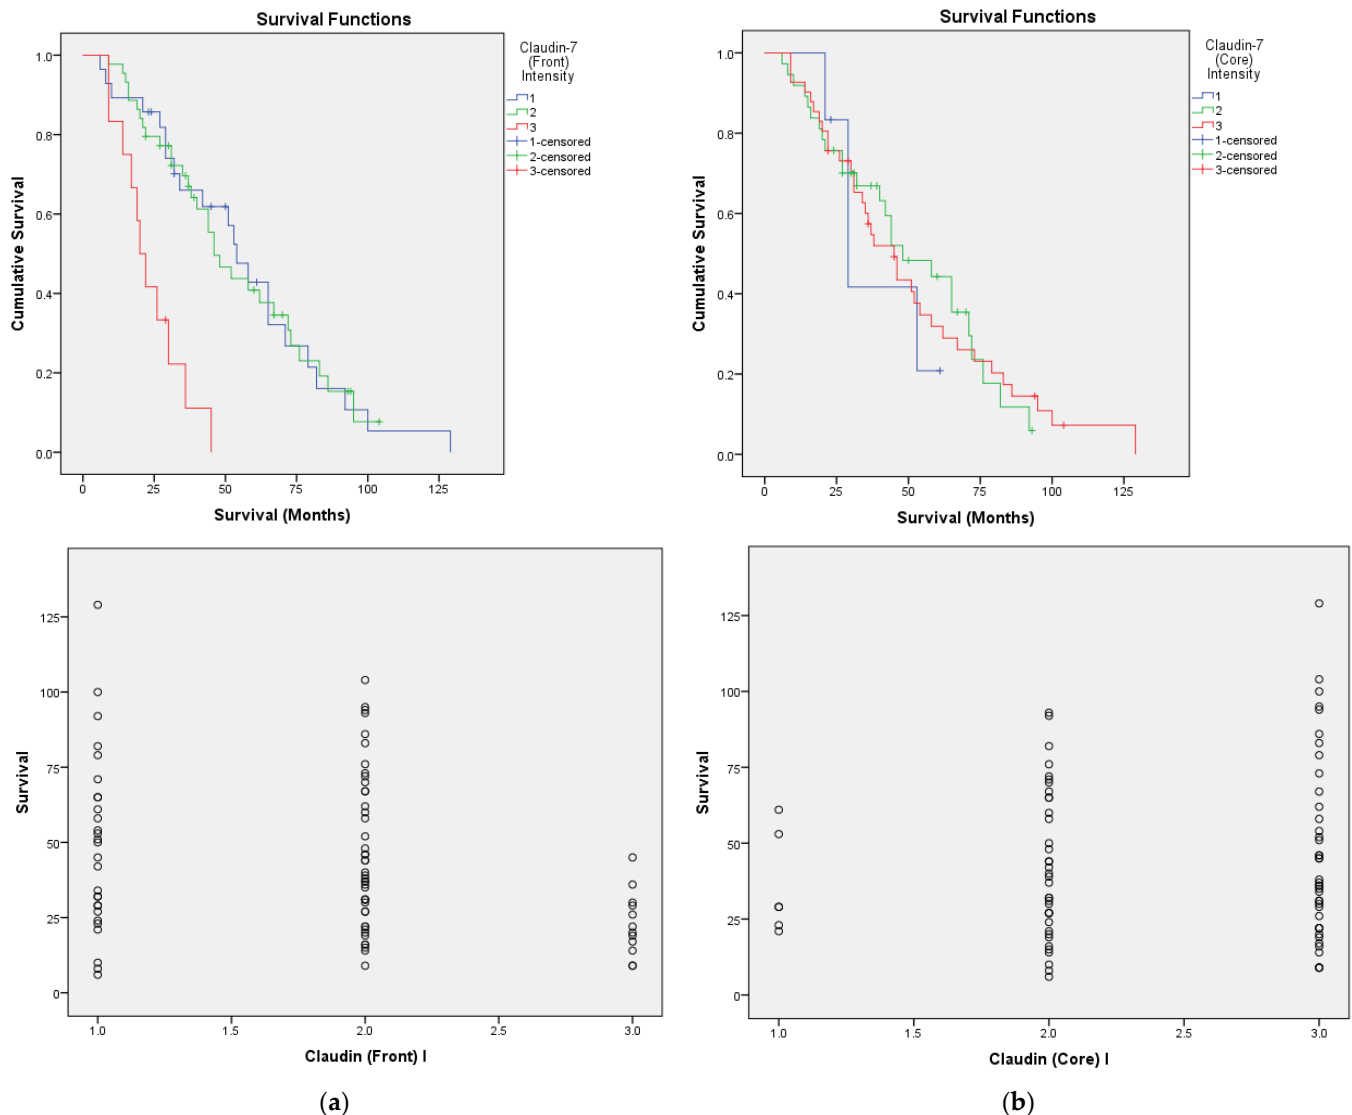 Survival Functions
Claudin-7
(Front)
Intensity
1
2
3
1-censored
2-censored
3-censored
Cumulative Survival
1.0
0.8
0.6
0.4
0.2
0.0
0 25 50 75 100 125
Survival (Months)
Survival Functions
Claudin-7
(Core)
Intensity
1
2
3
1-censored
2-censored
3-censored
Cumulative Survival
1.0
0.8
0.6
0.4
0.2
0.0
0 25 50 75 100 125
Survival (Months)
Survival
125
100
75
50
25
0
1.0 1.5 2.0 2.5 3.0
Claudin (Front) I
(a)
Survival
125
100
75
50
25
0
1.0 1.5 2.0 2.5 3.0
Claudin (Core) I
(b)